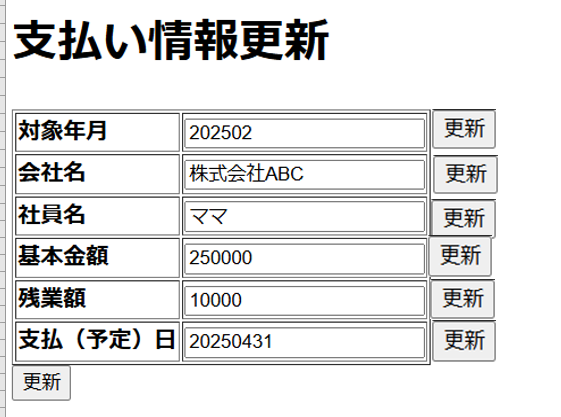 支払い情報更新
対象年月 202502 更新
会社名 株式会社ABC 更新
社員名 ママ 更新
基本金額 250000 更新
残業額 10000 更新
支払（予定）日 20250431 更新
更新